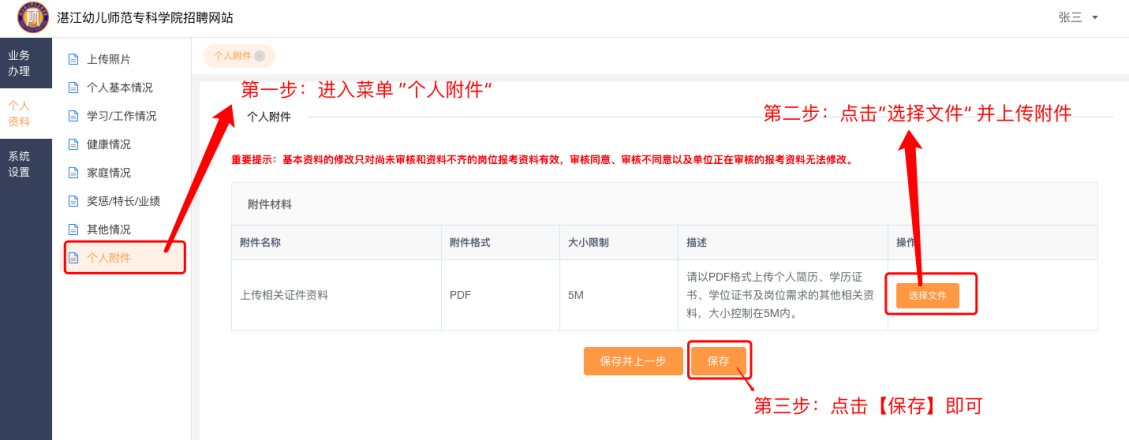 湛江幼儿师范专科学院招聘网站
张三
业务
办理
个人
资料
系统
设置
上传照片
个人基本情况
学习/工作情况
健康情况
家庭情况
奖惩/特长/业绩
其他情况
个人附件
个人附件
第一步：进入菜单 "个人附件"
个人附件
第二步：点击"选择文件" 并上传附件
重要提示：基本资料的修改只对尚未审核和资料不齐的岗位报考资料有效，审核同意、审核不同意以及单位正在审核的报考资料无法修改。
附件材料
附件名称 附件格式 大小限制 描述 操作
上传相关证件资料 PDF 5M
请以PDF格式上传个人简历、学历证
书、学位证书及岗位需求的其他相关资
料，大小控制在5M内。
选择文件
保存并上一步 保存
第三步：点击【保存】即可